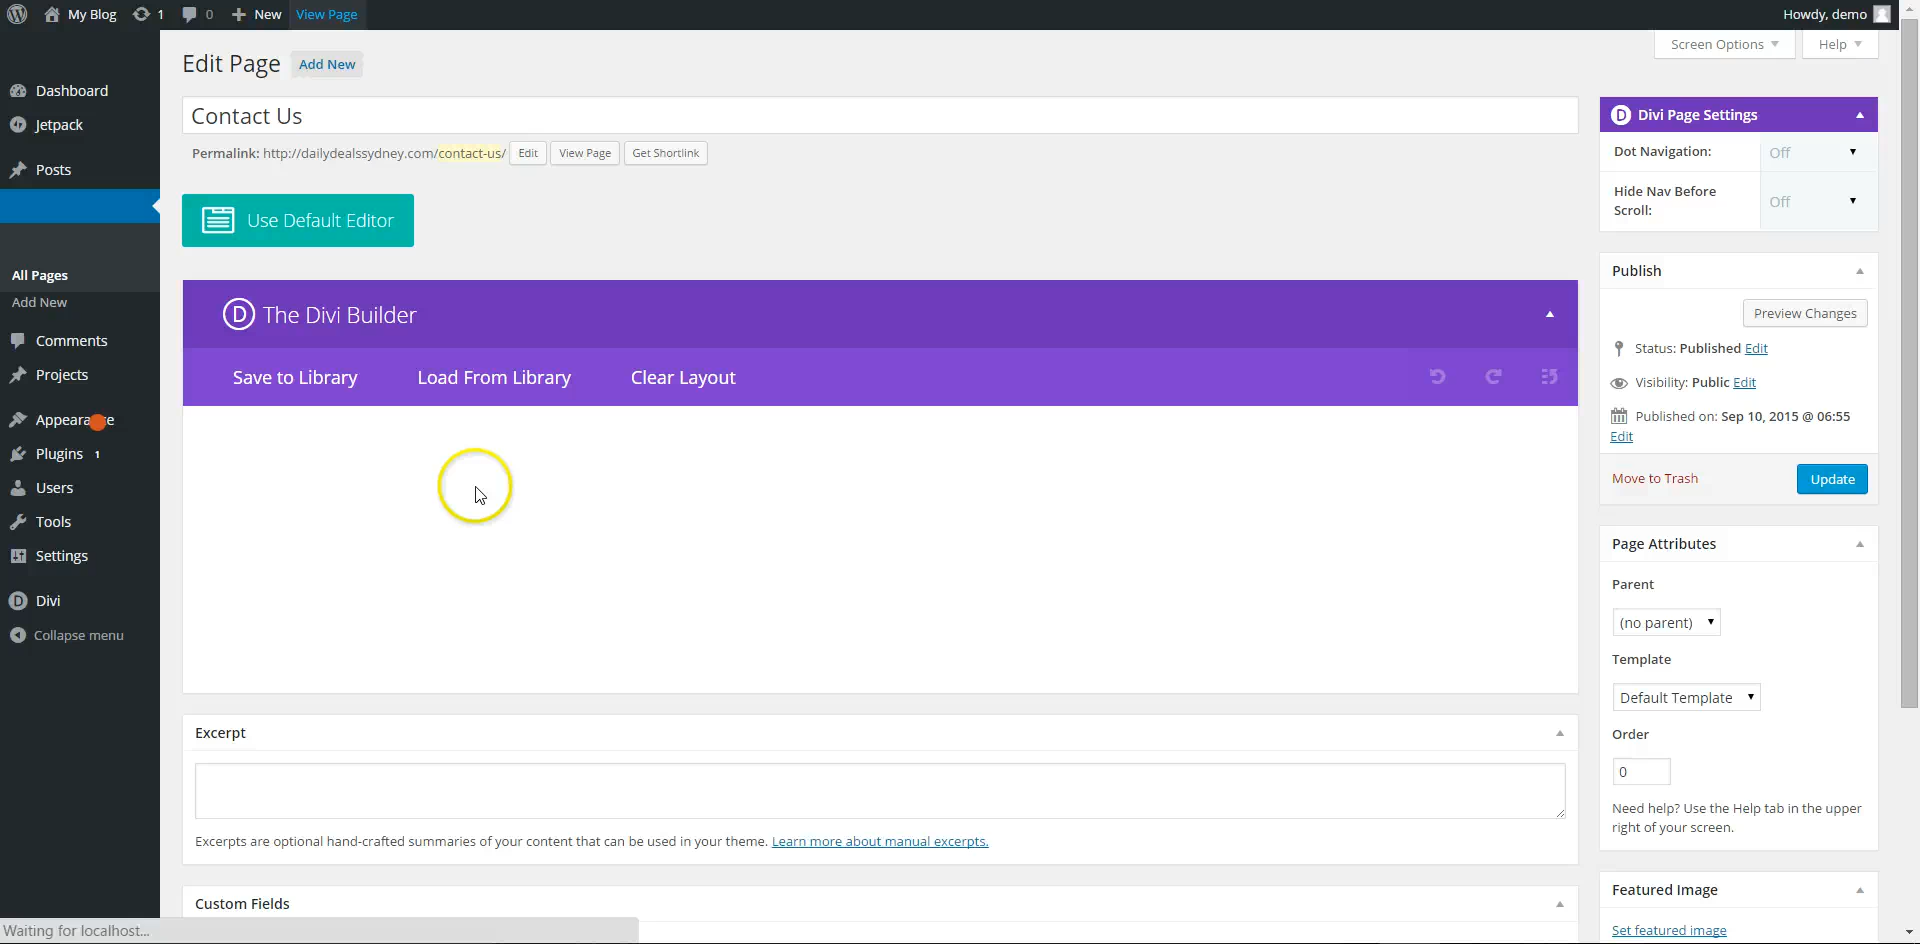 My Blog 1 0 New View Page Howdy, demo
Screen Options Help
Edit Page Add New
Contact Us
Permalink: http://dailydealssydney.com/contact-us/ Edit View Page Get Shortlink
Use Default Editor
D The Divi Builder
Save to Library Load From Library Clear Layout
Excerpt
Excerpts are optional hand-crafted summaries of your content that can be used in your theme. Learn more about manual excerpts.
Custom Fields
Dashboard
Jetpack
Posts
All Pages
Add New
Comments
Projects
Plugins 1
Users
Tools
Settings
D Divi
Collapse menu
D Divi Page Settings
Dot Navigation: Off
Hide Nav Before
Scroll: Off
Publish
Preview Changes
Status: Published Edit
Visibility: Public Edit
Published on: Sep 10, 2015 @ 06:55
Edit
Move to Trash Update
Page Attributes
Parent
(no parent)
Template
Default Template
Order
0
Need help? Use the Help tab in the upper
right of your screen.
Featured Image
Set featured image
Waiting for localhost...